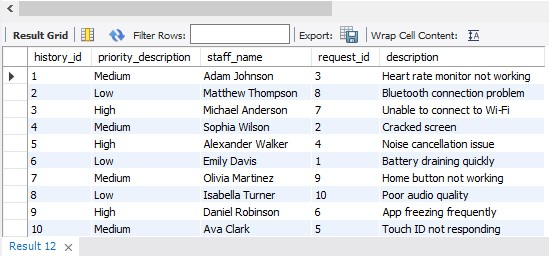 Result Grid Filter Rows: Export: Wrap Cell Content:
history_id priority_description staff_name request_id description
1 Medium Adam Johnson 3 Heart rate monitor not working
2 Low Matthew Thompson 8 Bluetooth connection problem
3 High Michael Anderson 7 Unable to connect to Wi-Fi
4 Medium Sophia Wilson 2 Cracked screen
5 High Alexander Walker 4 Noise cancellation issue
6 Low Emily Davis 1 Battery draining quickly
7 Medium Olivia Martinez 9 Home button not working
8 Low Isabella Turner 10 Poor audio quality
9 High Daniel Robinson 6 App freezing frequently
10 Medium Ava Clark 5 Touch ID not responding
Result 12